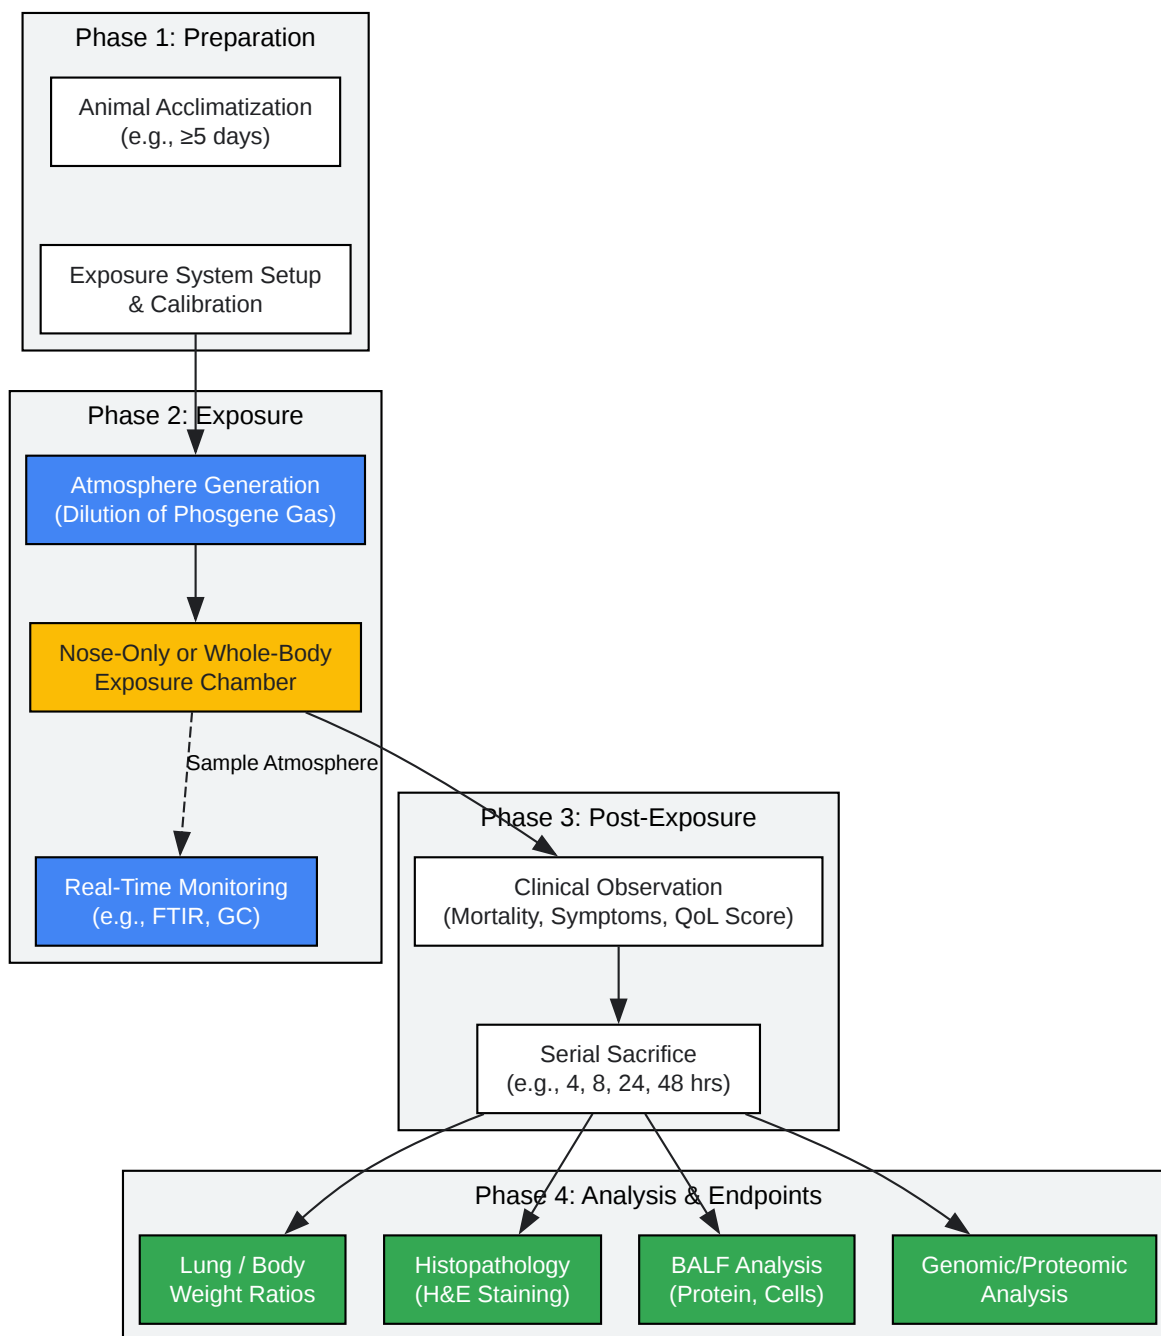 Phase 1: Preparation
Animal Acclimatization
(e.g., ≥5 days)
Exposure System Setup
& Calibration
Phase 2: Exposure
Atmosphere Generation
(Dilution of Phosgene Gas)
Nose-Only or Whole-Body
Exposure Chamber
Sample Atmosphere
Real-Time Monitoring
(e.g., FTIR, GC)
Phase 3: Post-Exposure
Clinical Observation
(Mortality, Symptoms, QoL Score)
Serial Sacrifice
(e.g., 4, 8, 24, 48 hrs)
Phase 4: Analysis & Endpoints
Lung / Body
Weight Ratios
Histopathology
(H&E Staining)
BALF Analysis
(Protein, Cells)
Genomic/Proteomic
Analysis